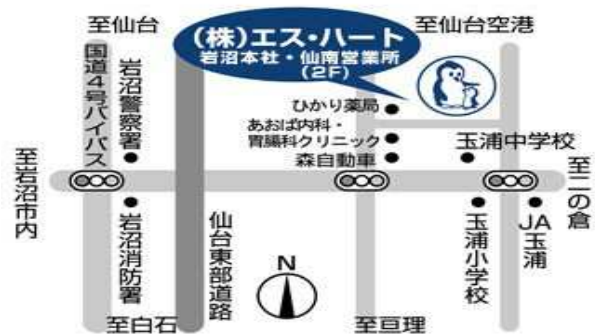 至仙台
(株)エス・ハート
岩沼本社・仙南営業所
(2F)
至仙台空港
国道4号バイパス
岩沼警察署
ひかり薬局
あおば内科・
胃腸科クリニック
森自動車
玉浦中学校
至岩沼市内
至二の倉
岩沼消防署
仙台東部道路
N
玉浦小学校
JA玉浦
至白石
至亘理